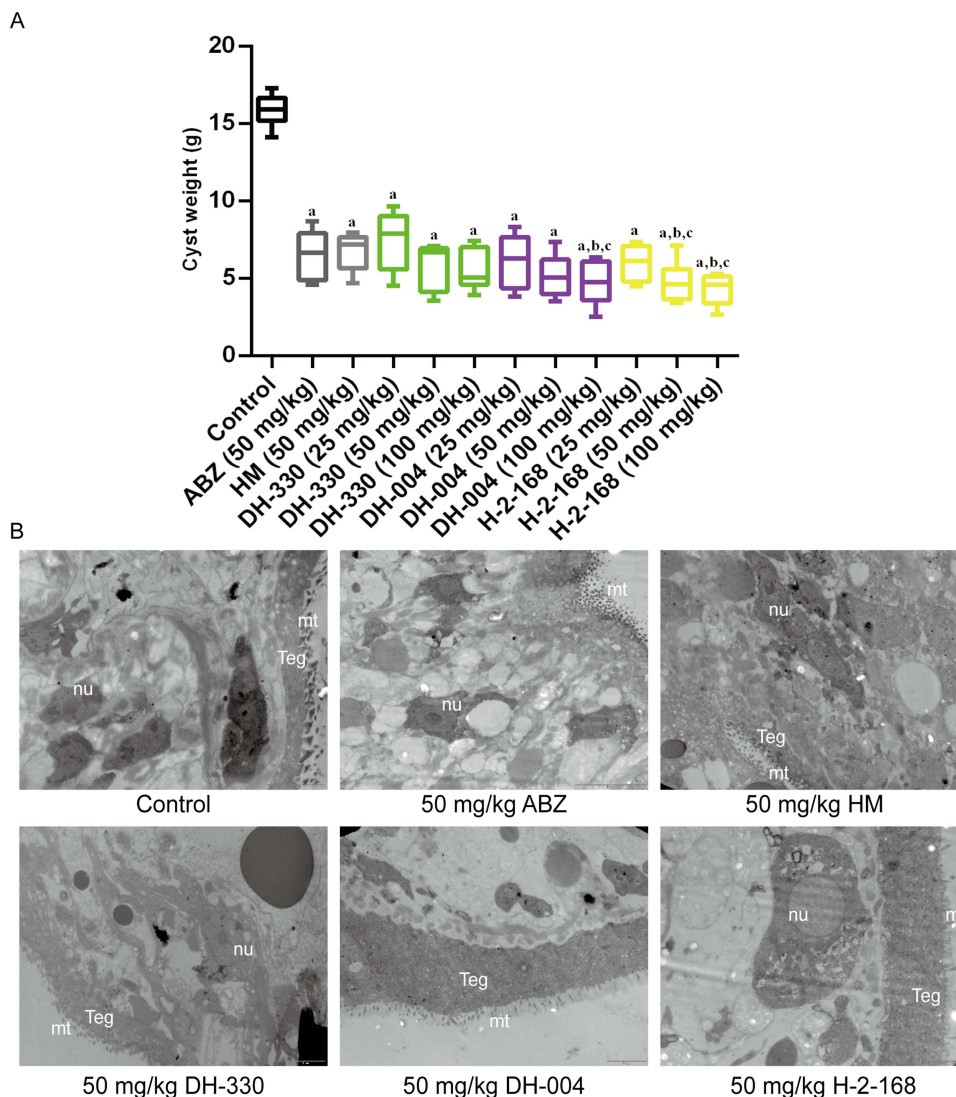 A
20
15
10
5
0
Cyst weight (g)
a
a
a
a
a
a
a
a,b,c
a
a,b,c
a,b,c
Control
ABZ (50 mg/kg)
HM (50 mg/kg)
DH-330 (25 mg/kg)
DH-330 (50 mg/kg)
DH-330 (100 mg/kg)
DH-004 (25 mg/kg)
DH-004 (50 mg/kg)
DH-004 (100 mg/kg)
H-2-168 (25 mg/kg)
H-2-168 (50 mg/kg)
H-2-168 (100 mg/kg)
B
mt
Teg
nu
Control
mt
nu
50 mg/kg ABZ
nu
Teg
mt
50 mg/kg HM
nu
Teg
mt
50 mg/kg DH-330
Teg
mt
50 mg/kg DH-004
nu
Teg
50 mg/kg H-2-168